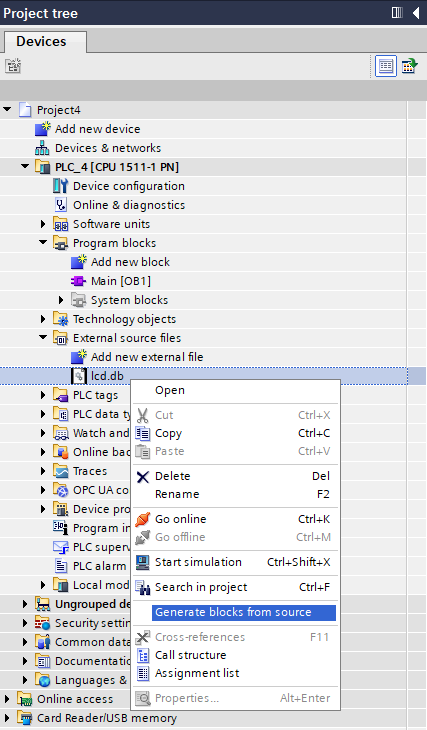 Project tree
Devices
Project4
Add new device
Devices & networks
PLC_4 [CPU 1511-1 PN]
Device configuration
Online & diagnostics
Software units
Program blocks
Add new block
Main [OB1]
System blocks
Technology objects
External source files
Add new external file
lcd.db
PLC tags
PLC data ty
Watch and
Online bac
Traces
OPC UA co
Device pro
Program in
PLC superv
PLC alarm
Local mod
Ungrouped de
Security settin
Common data
Documentatio
Languages &
Online access
Card Reader/USB memory
Open
Cut Ctrl+X
Copy Ctrl+C
Paste Ctrl+V
Delete Del
Rename F2
Go online Ctrl+K
Go offline Ctrl+M
Start simulation Ctrl+Shift+X
Search in project Ctrl+F
Generate blocks from source
Cross-references F11
Call structure
Assignment list
Properties... Alt+Enter